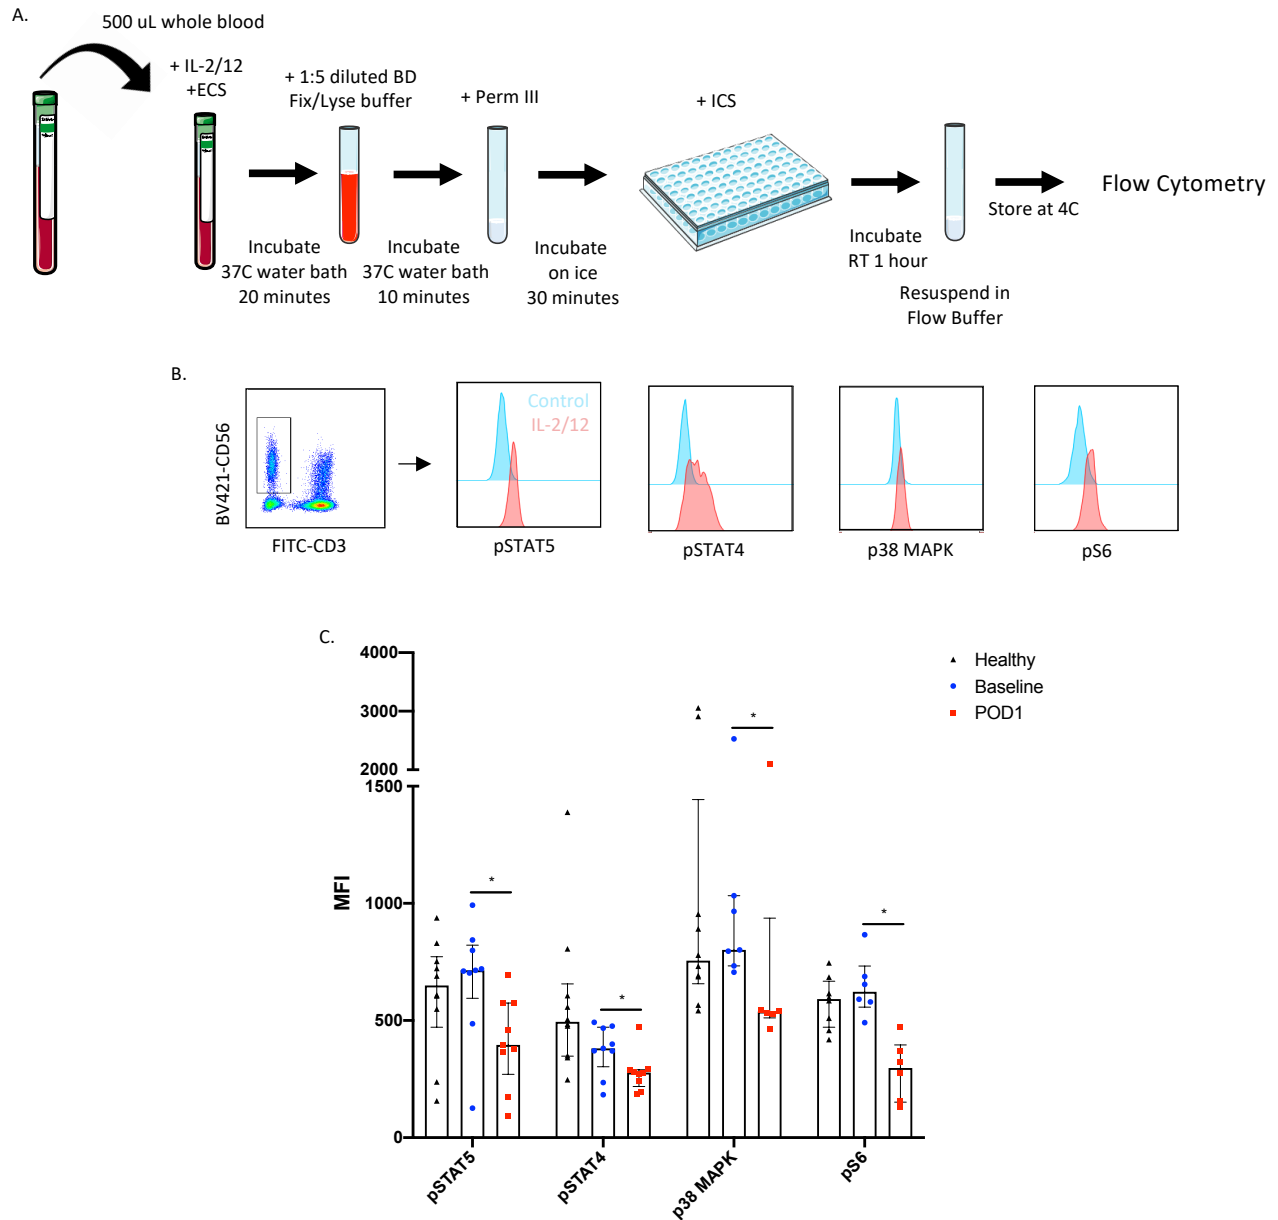 A.
500 uL whole blood
+ IL-2/12
+ECS
+ 1:5 diluted BD
Fix/Lyse buffer
+ Perm III
+ ICS
Incubate
37C water bath
20 minutes
Incubate
37C water bath
10 minutes
Incubate
on ice
30 minutes
Incubate
RT 1 hour
Resuspend in
Flow Buffer
Store at 4C
Flow Cytometry
B.
BV421-CD56
FITC-CD3
Control
IL-2/12
pSTAT5
pSTAT4
p38 MAPK
pS6
C.
MFI
4000
3000
2000
1500
1000
500
0
*
*
*
*
Healthy
Baseline
POD1
pSTAT5
pSTAT4
p38 MAPK
pS6